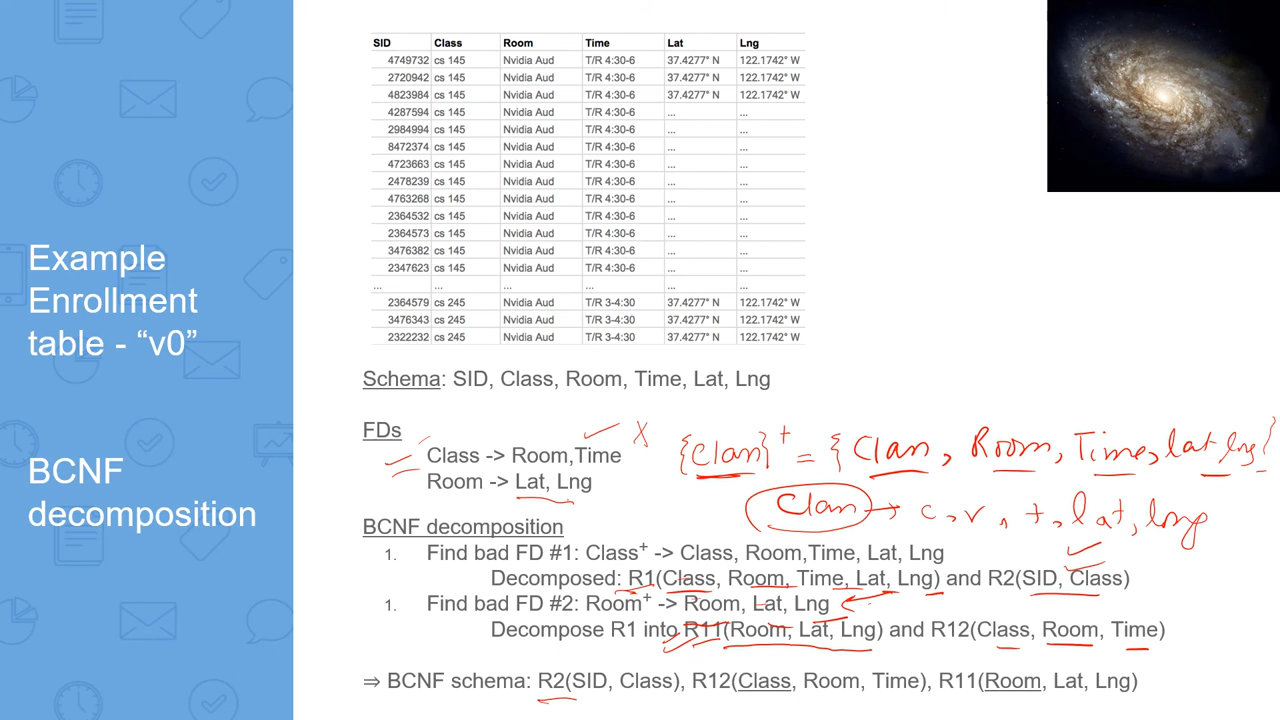 Example
Enrollment
table - “v0”
BCNF
decomposition
SID Class Room Time Lat Lng
4749732 cs 145 Nvidia Aud T/R 4:30-6 37.4277° N 122.1742° W
2720942 cs 145 Nvidia Aud T/R 4:30-6 37.4277° N 122.1742° W
4823984 cs 145 Nvidia Aud T/R 4:30-6 37.4277° N 122.1742° W
4287594 cs 145 Nvidia Aud T/R 4:30-6 ... ...
2984994 cs 145 Nvidia Aud T/R 4:30-6 ... ...
8472374 cs 145 Nvidia Aud T/R 4:30-6 ... ...
4723663 cs 145 Nvidia Aud T/R 4:30-6 ... ...
2478239 cs 145 Nvidia Aud T/R 4:30-6 ... ...
4763268 cs 145 Nvidia Aud T/R 4:30-6 ... ...
2364532 cs 145 Nvidia Aud T/R 4:30-6 ... ...
2364573 cs 145 Nvidia Aud T/R 4:30-6 ... ...
3476382 cs 145 Nvidia Aud T/R 4:30-6 ... ...
2347623 cs 145 Nvidia Aud T/R 4:30-6 ... ...
... ... ... ... ... ...
2364579 cs 245 Nvidia Aud T/R 3-4:30 37.4277° N 122.1742° W
3476343 cs 245 Nvidia Aud T/R 3-4:30 37.4277° N 122.1742° W
2322232 cs 245 Nvidia Aud T/R 3-4:30 37.4277° N 122.1742° W
Schema: SID, Class, Room, Time, Lat, Lng
FDs
Class -> Room,Time
{Class}+ = {Class, Room, Time, lat lng}
Room -> Lat, Lng
Class → c, r, t, lat, long
BCNF decomposition
1. Find bad FD #1: Class+ -> Class, Room,Time, Lat, Lng
Decomposed: R1(Class, Room, Time, Lat, Lng) and R2(SID, Class)
1. Find bad FD #2: Room+ -> Room, Lat, Lng
Decompose R1 into R11(Room, Lat, Lng) and R12(Class, Room, Time)
⇒ BCNF schema: R2(SID, Class), R12(Class, Room, Time), R11(Room, Lat, Lng)